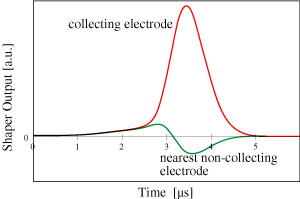 collecting electrode
Shaper Output [a.u.]
0
0 1 2 3 4 5
nearest non-collecting
electrode
Time [µs]